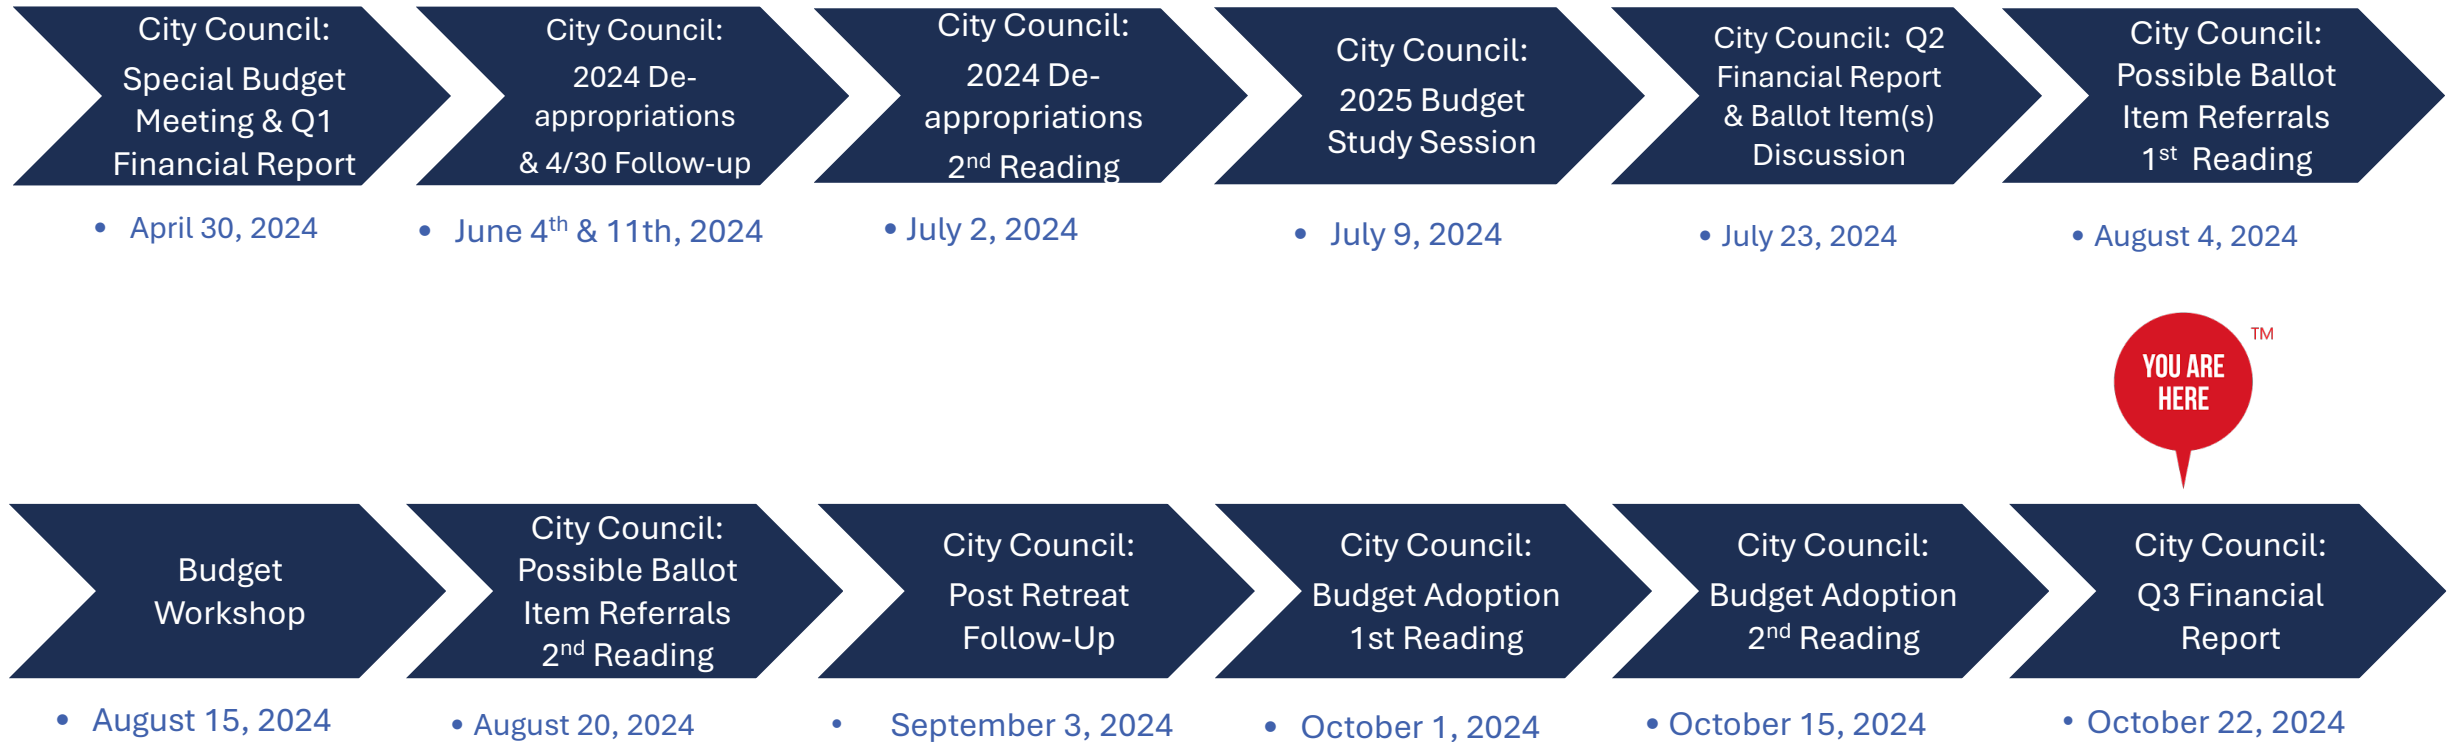 City Council:
Special Budget
Meeting & Q1
Financial Report
City Council:
2024 De-
appropriations
& 4/30 Follow-up
City Council:
2024 De-
appropriations
2nd Reading
City Council:
2025 Budget
Study Session
City Council:  Q2
Financial Report
& Ballot Item(s)
Discussion
City Council:
Possible Ballot
Item Referrals
1st  Reading
• April 30, 2024
• June 4th & 11th, 2024
• July 2, 2024
• July 9, 2024
• July 23, 2024
• August 4, 2024
YOU ARE
HERE
TM
Budget
Workshop
City Council:
Possible Ballot
Item Referrals
2nd Reading
City Council:
Post Retreat
Follow-Up
City Council:
Budget Adoption
1st Reading
City Council:
Budget Adoption
2nd Reading
City Council:
Q3 Financial
Report
• August 15, 2024
• August 20, 2024
• September 3, 2024
• October 1, 2024
• October 15, 2024
• October 22, 2024